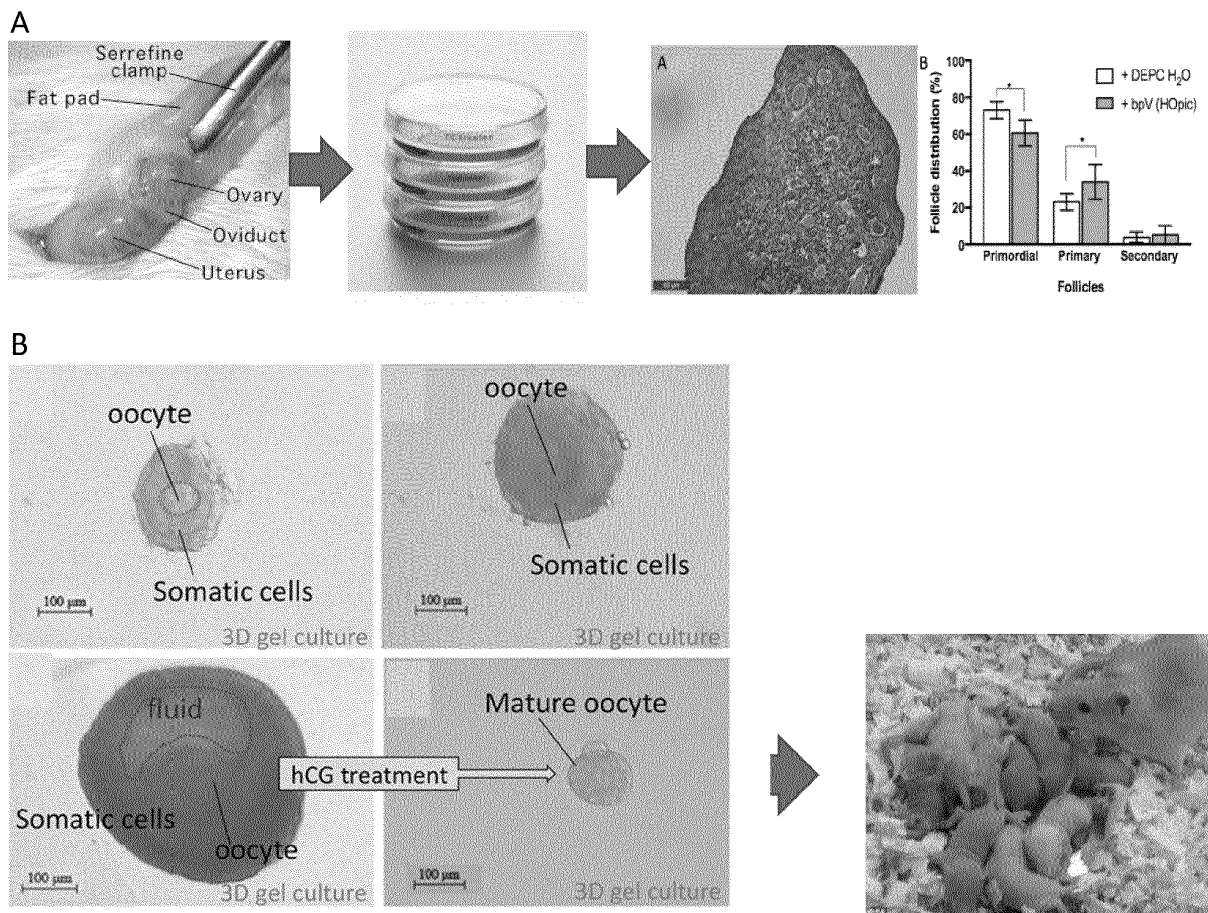 A
Serrefine
clamp
Fat pad
Ovary
Oviduct
Uterus
A
B
Follicle distribution (%)
100
80
60
40
20
0
*
*
+ DEPC H₂O
+ bpV (HOpic)
Primordial
Primary
Secondary
Follicles
B
oocyte
Somatic cells
100 µm
3D gel culture
oocyte
Somatic cells
100 µm
3D gel culture
fluid
Somatic cells
oocyte
100 µm
3D gel culture
hCG treatment
Mature oocyte
100 µm
3D gel culture